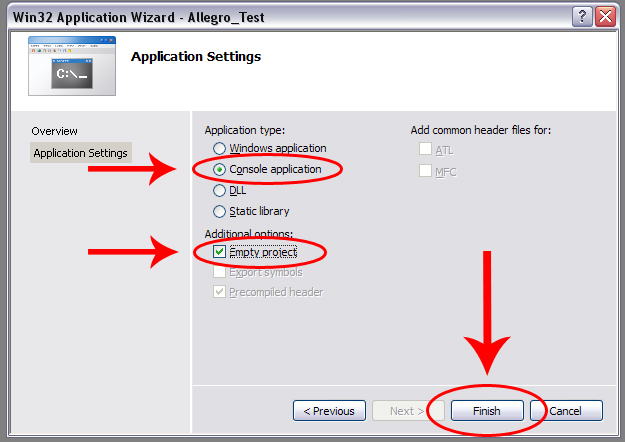 Win32 Application Wizard - Allegro_Test
C:\_
Application Settings
Overview
Application Settings
Application type:
Windows application
Console application
DLL
Static library
Additional options:
Empty project
Export symbols
Precompiled header
Add common header files for:
ATL
MFC
< Previous
Next >
Finish
Cancel